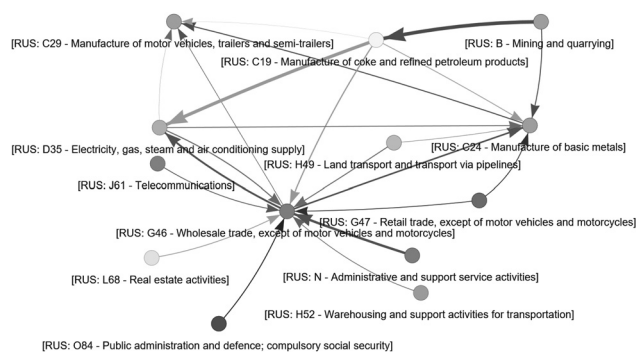 [RUS: C29 - Manufacture of motor vehicles, trailers and semi-trailers]
[RUS: B - Mining and quarrying]
[RUS: C19 - Manufacture of coke and refined petroleum products]
[RUS: D35 - Electricity, gas, steam and air conditioning supply]
[RUS: C24 - Manufacture of basic metals]
[RUS: H49 - Land transport and transport via pipelines]
[RUS: J61 - Telecommunications]
[RUS: G47 - Retail trade, except of motor vehicles and motorcycles]
[RUS: G46 - Wholesale trade, except of motor vehicles and motorcycles]
[RUS: L68 - Real estate activities]
[RUS: N - Administrative and support service activities]
[RUS: H52 - Warehousing and support activities for transportation]
[RUS: O84 - Public administration and defence; compulsory social security]